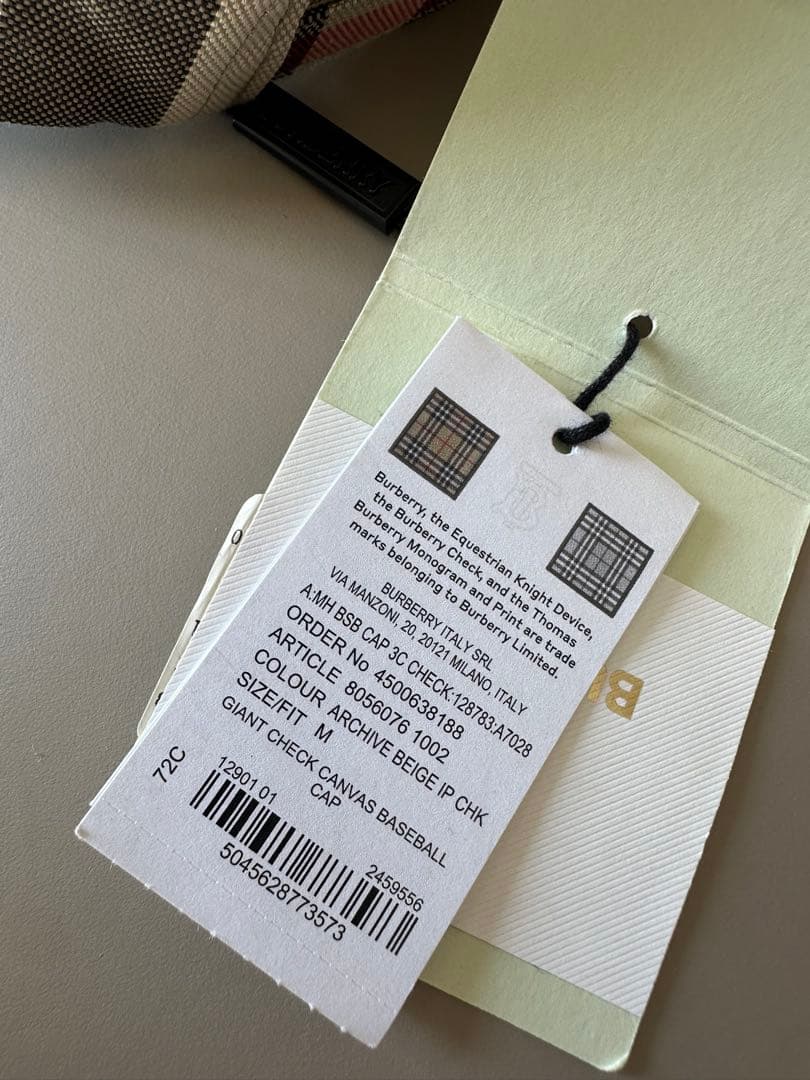 Burberry, the Equestrian Knight Device,
the Burberry Check, and the Thomas
Burberry Monogram and Print are trade
marks belonging to Burberry Limited.
BURBERRY ITALY SRL
VIA MANZONI, 20, 20121 MILANO, ITALY
A:MH BSB CAP 3C CHECK:128783:A7028
ORDER No 4500638188
ARTICLE 8056076 1002
COLOUR ARCHIVE BEIGE IP CHK
SIZE/FIT M
GIANT CHECK CANVAS BASEBALL
CAP
72C
12901 01
2459556
5045628773573